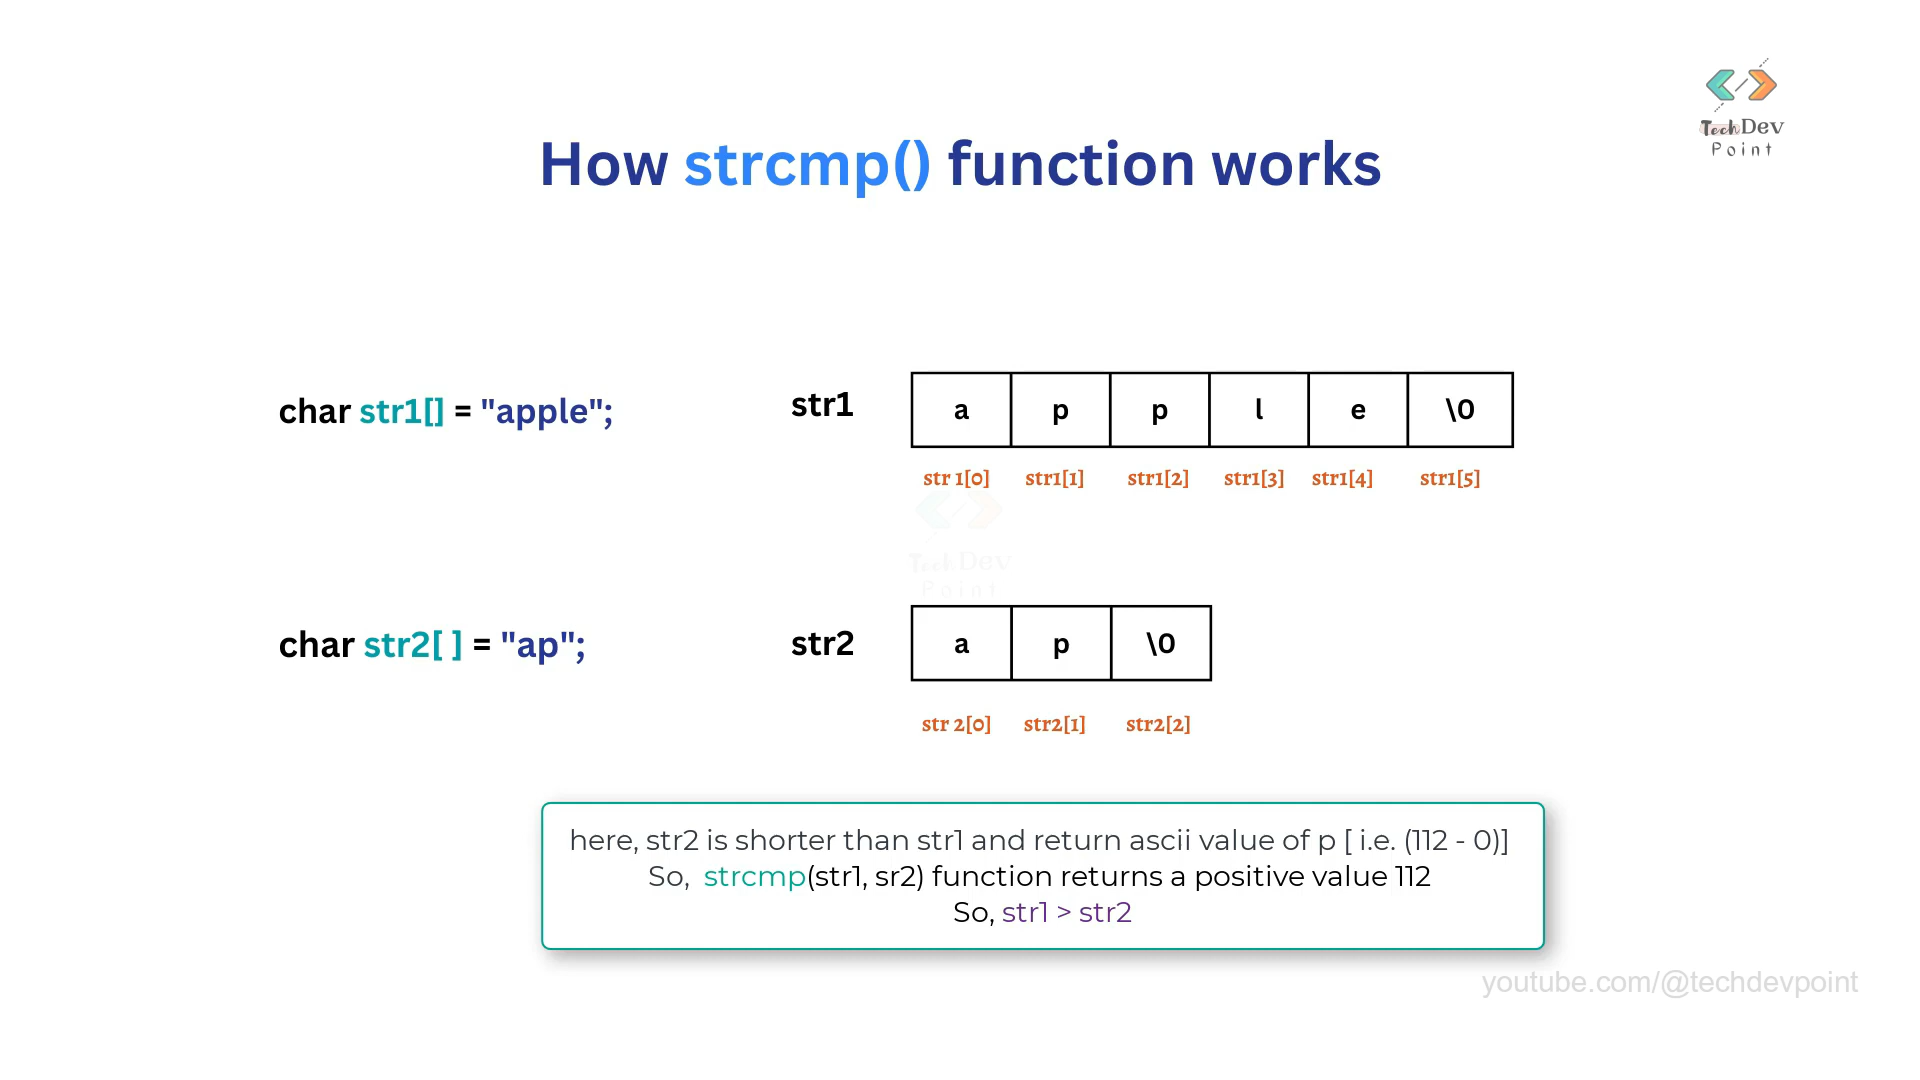 TechDev
Point
How strcmp() function works
char str1[] = "apple";
str1
a p p l e \0
str 1[0] str1[1] str1[2] str1[3] str1[4] str1[5]
TechDev
Point
char str2[ ] = "ap";
str2
a p \0
str 2[0] str2[1] str2[2]
here, str2 is shorter than str1 and return ascii value of p [ i.e. (112 - 0)]
So, strcmp(str1, sr2) function returns a positive value 112
So, str1 > str2
youtube.com/@techdevpoint